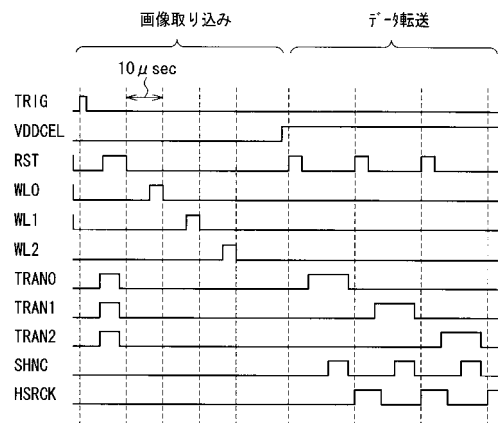 画像取り込み
データ転送
10μsec
TRIG
VDDCEL
RST
WL0
WL1
WL2
TRAN0
TRAN1
TRAN2
SHNC
HSRCK